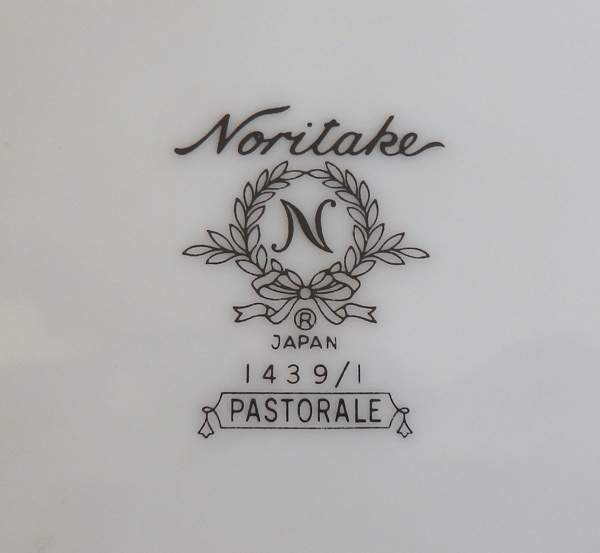 Noritake
N
®
JAPAN
1439/1
PASTORALE